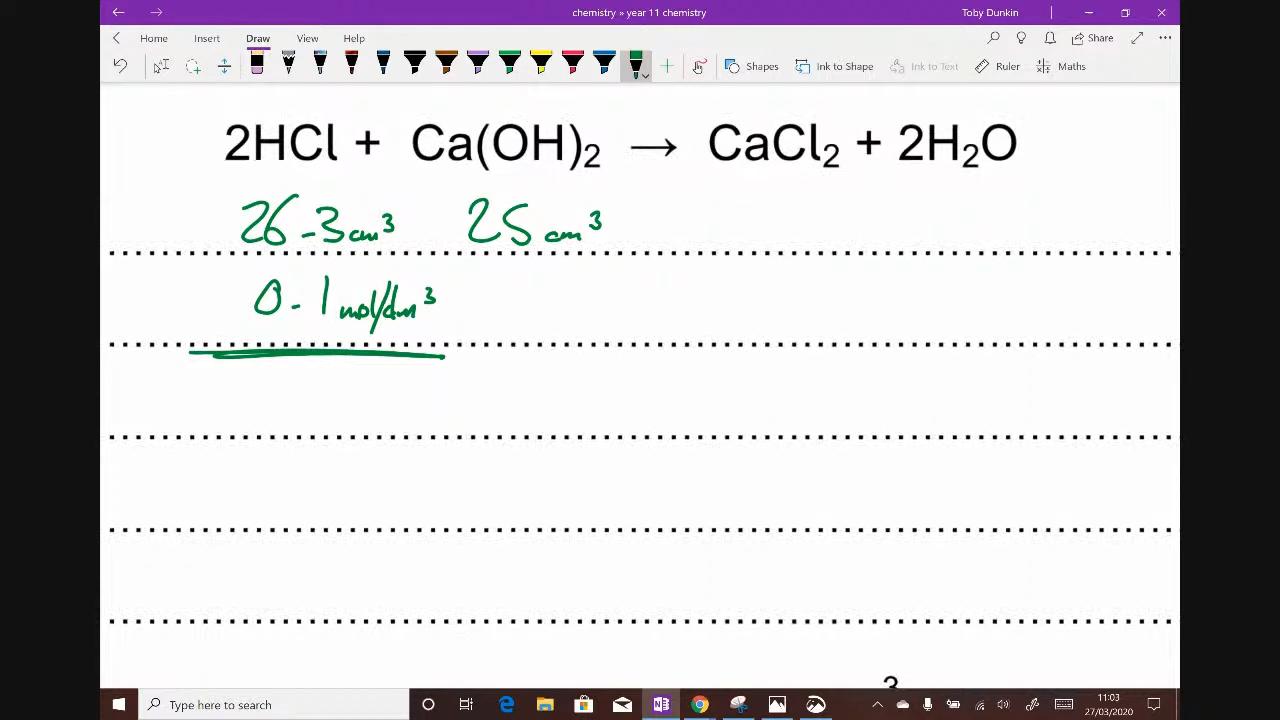 chemistry » year 11 chemistry
Toby Dunkin
Home Insert Draw View Help
Share
Shapes Ink to Shape Ink to Text Ruler Maths
2HCl + Ca(OH)₂ → CaCl₂ + 2H₂O
26.3cm³ 25cm³
0.1mol/dm³
3
Type here to search
11:03
27/03/2020